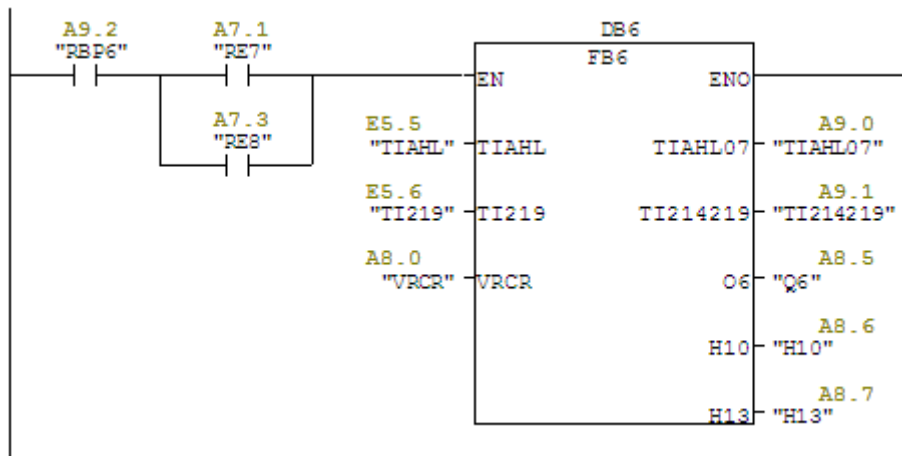 A9.2 A7.1 DB6
"RBP6" "RE7" FB6
EN ENO
A7.3
"RE8"
E5.5 A9.0
"TIAHL" TIAHL TIAHL07 "TIAHL07"
E5.6 A9.1
"TI219" TI219 TI214219 "TI214219"
A8.0 A8.5
"VRCR" VRCR O6 "Q6"
A8.6
H10 "H10"
A8.7
H13 "H13"